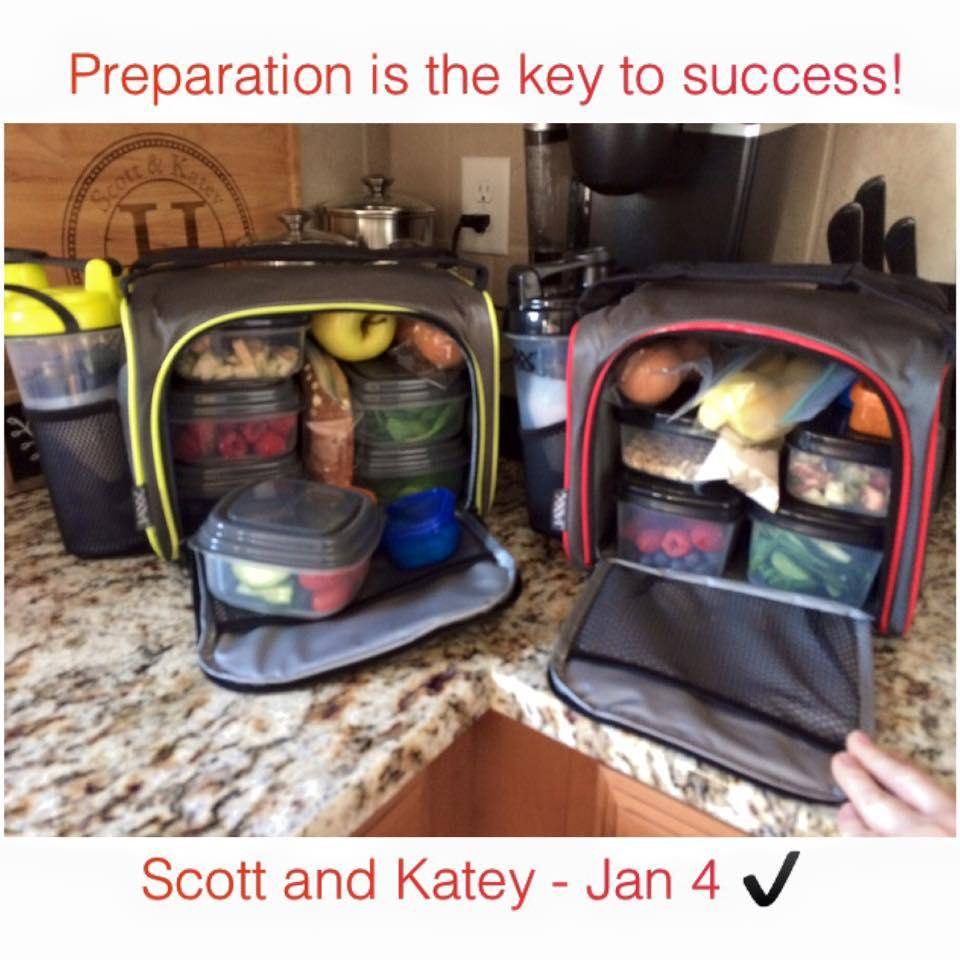 Preparation is the key to success!
Scott & Katey
H
Scott and Katey - Jan 4 ✔